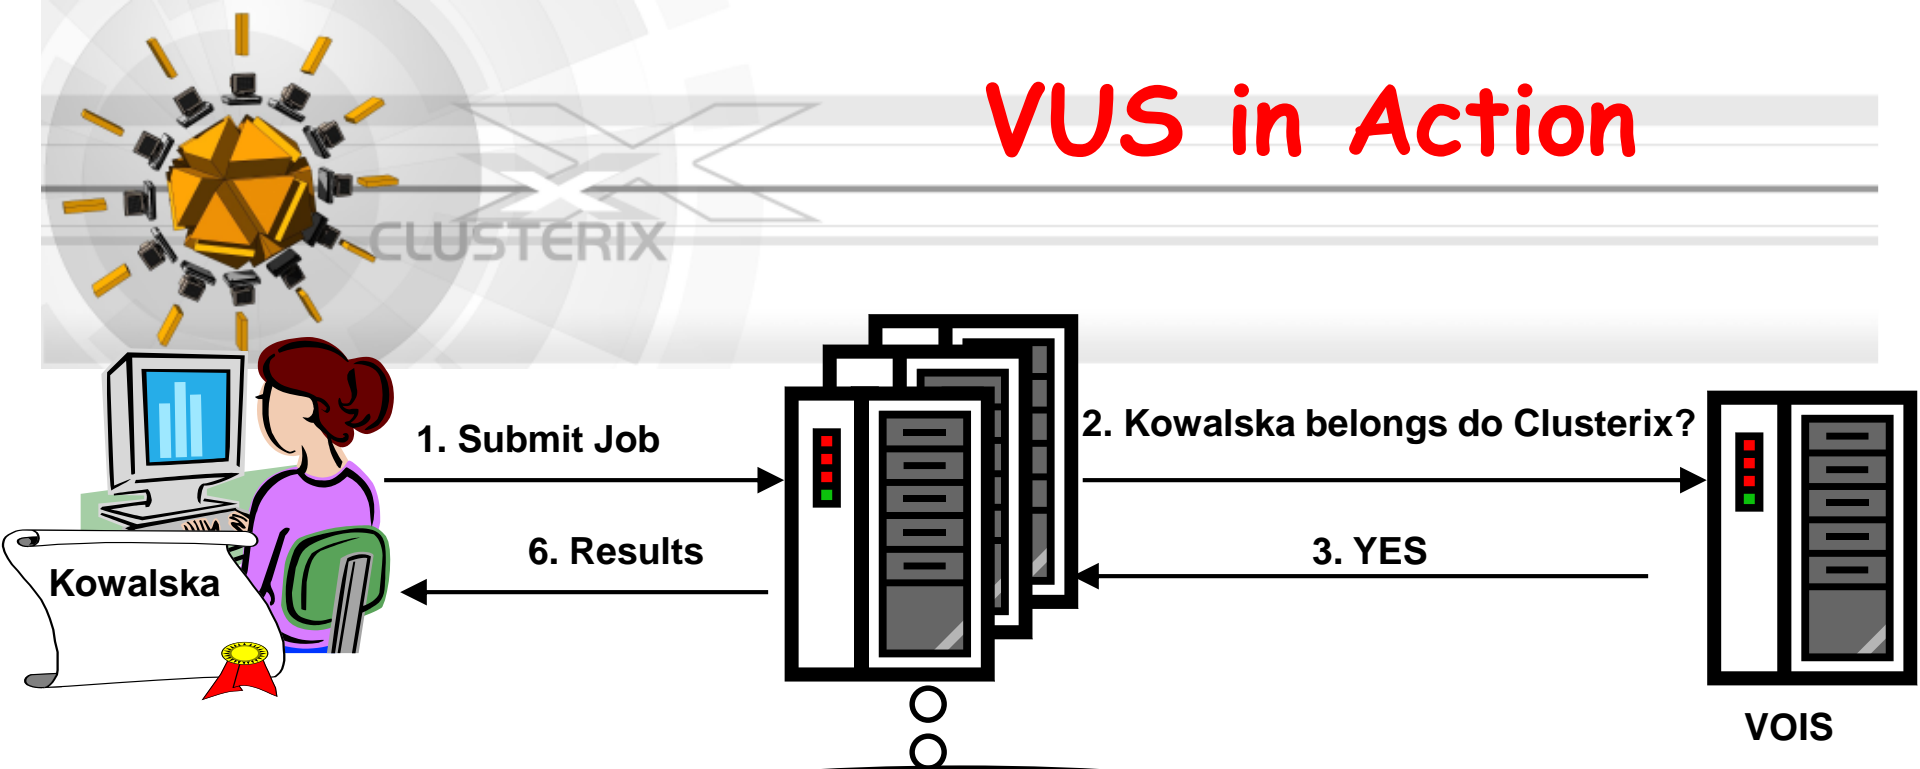 VUS in Action
CLUSTERIX
1. Submit Job
2. Kowalska belongs do Clusterix?
6. Results
3. YES
Kowalska
VOIS